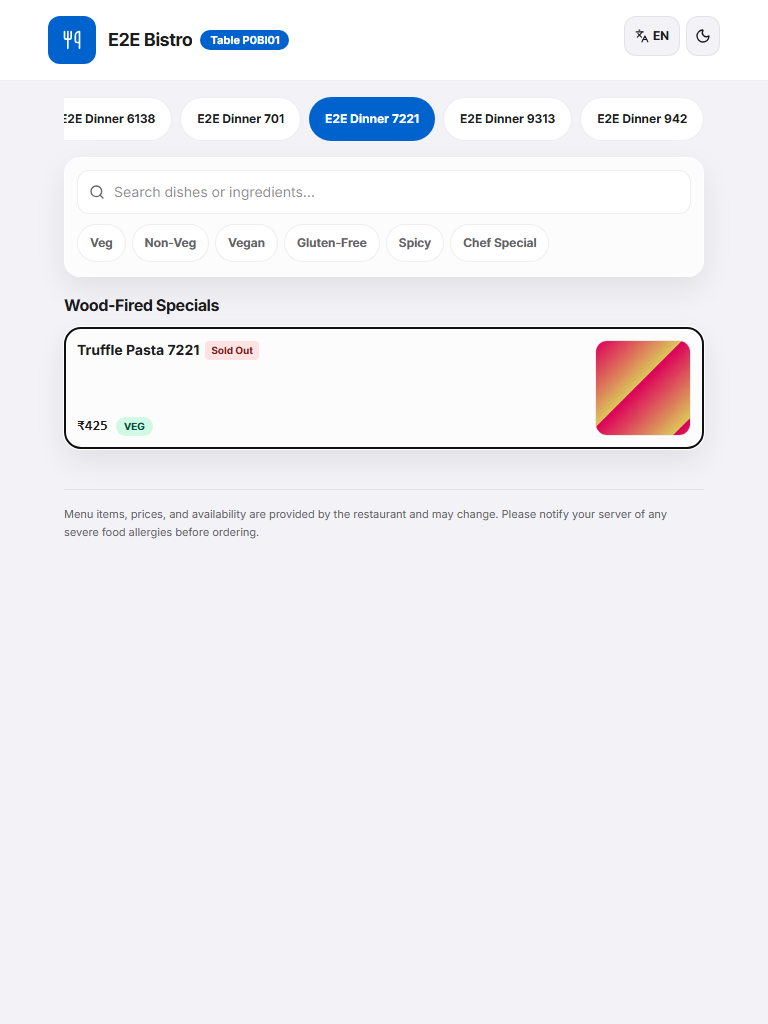 E2E Bistro Table P0BI01 EN
E2E Dinner 6138 E2E Dinner 701 E2E Dinner 7221 E2E Dinner 9313 E2E Dinner 942
Search dishes or ingredients...
Veg Non-Veg Vegan Gluten-Free Spicy Chef Special
Wood-Fired Specials
Truffle Pasta 7221 Sold Out
₹425 VEG
Menu items, prices, and availability are provided by the restaurant and may change. Please notify your server of any
severe food allergies before ordering.